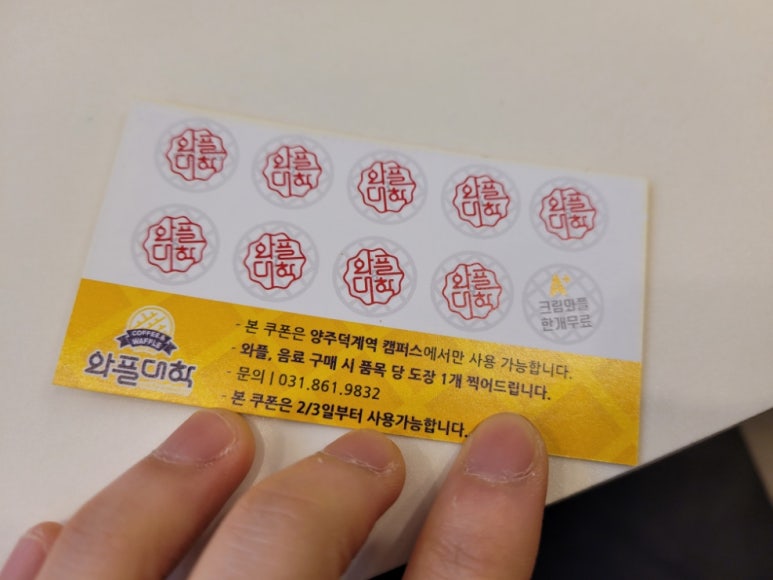 와플대학
와플대학
와플대학
와플대학
와플대학
와플대학
와플대학
와플대학
와플대학
A+
크림와플
한개무료
COFFEE &
WAFFLE
와플대학
- 본 쿠폰은 양주덕계역 캠퍼스에서만 사용 가능합니다.
- 와플, 음료 구매 시 품목 당 도장 1개 찍어드립니다.
- 문의 | 031.861.9832
- 본 쿠폰은 2/3일부터 사용가능합니다.